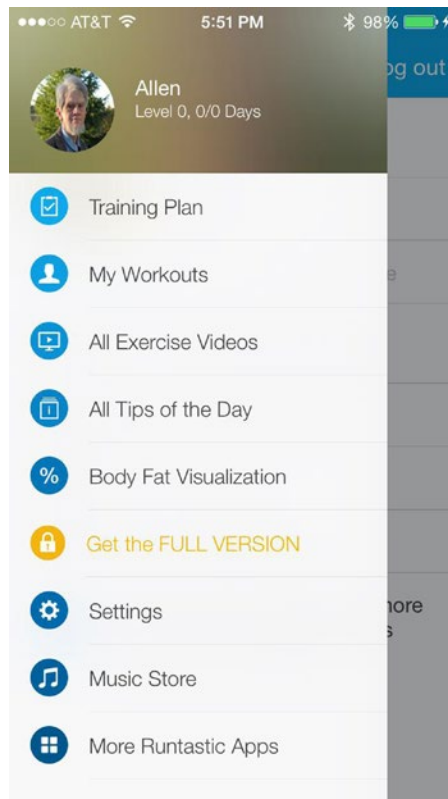 AT&T 5:51 PM 98%
og out
Allen
Level 0, 0/0 Days
Training Plan
My Workouts
e
All Exercise Videos
All Tips of the Day
% Body Fat Visualization
Get the FULL VERSION
Settings
nore
s
Music Store
More Runtastic Apps